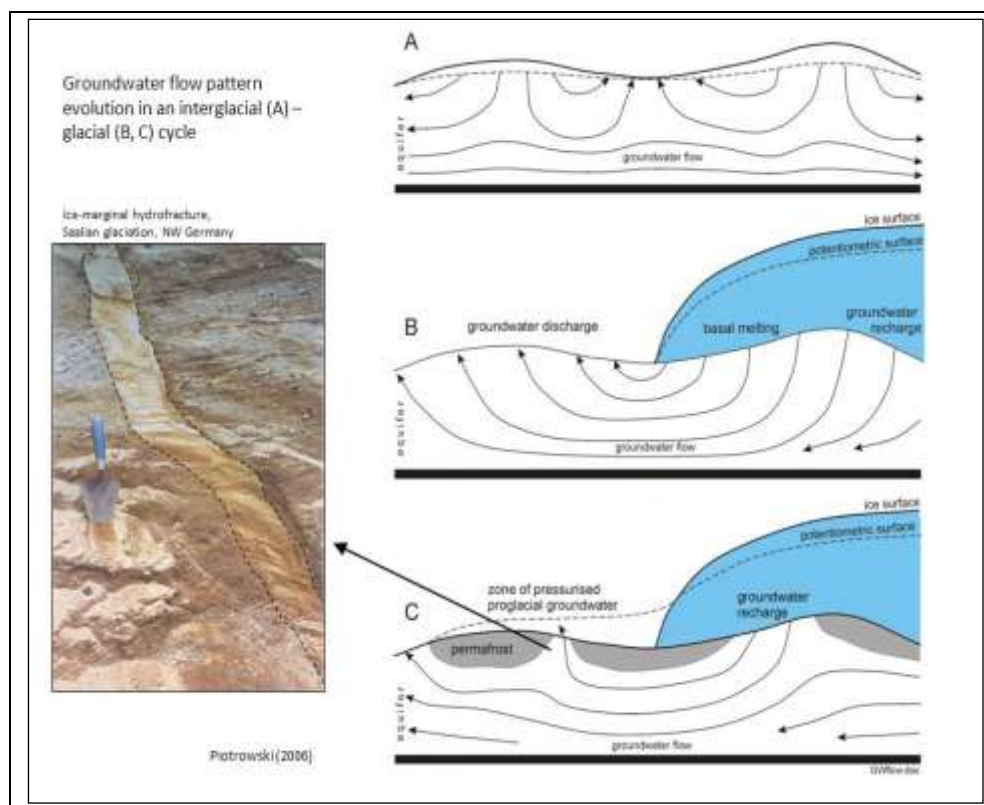 Groundwater flow pattern
evolution in an interglacial (A) –
glacial (B, C) cycle
Ice-marginal hydrofracture,
Saalian glaciation, NW Germany
Piotrowski (2006)
A
aquifer
groundwater flow
B
ice surface
potentiometric surface
groundwater discharge
basal melting
groundwater
recharge
aquifer
groundwater flow
C
ice surface
potentiometric surface
zone of pressurised
proglacial groundwater
groundwater
recharge
permafrost
aquifer
groundwater flow